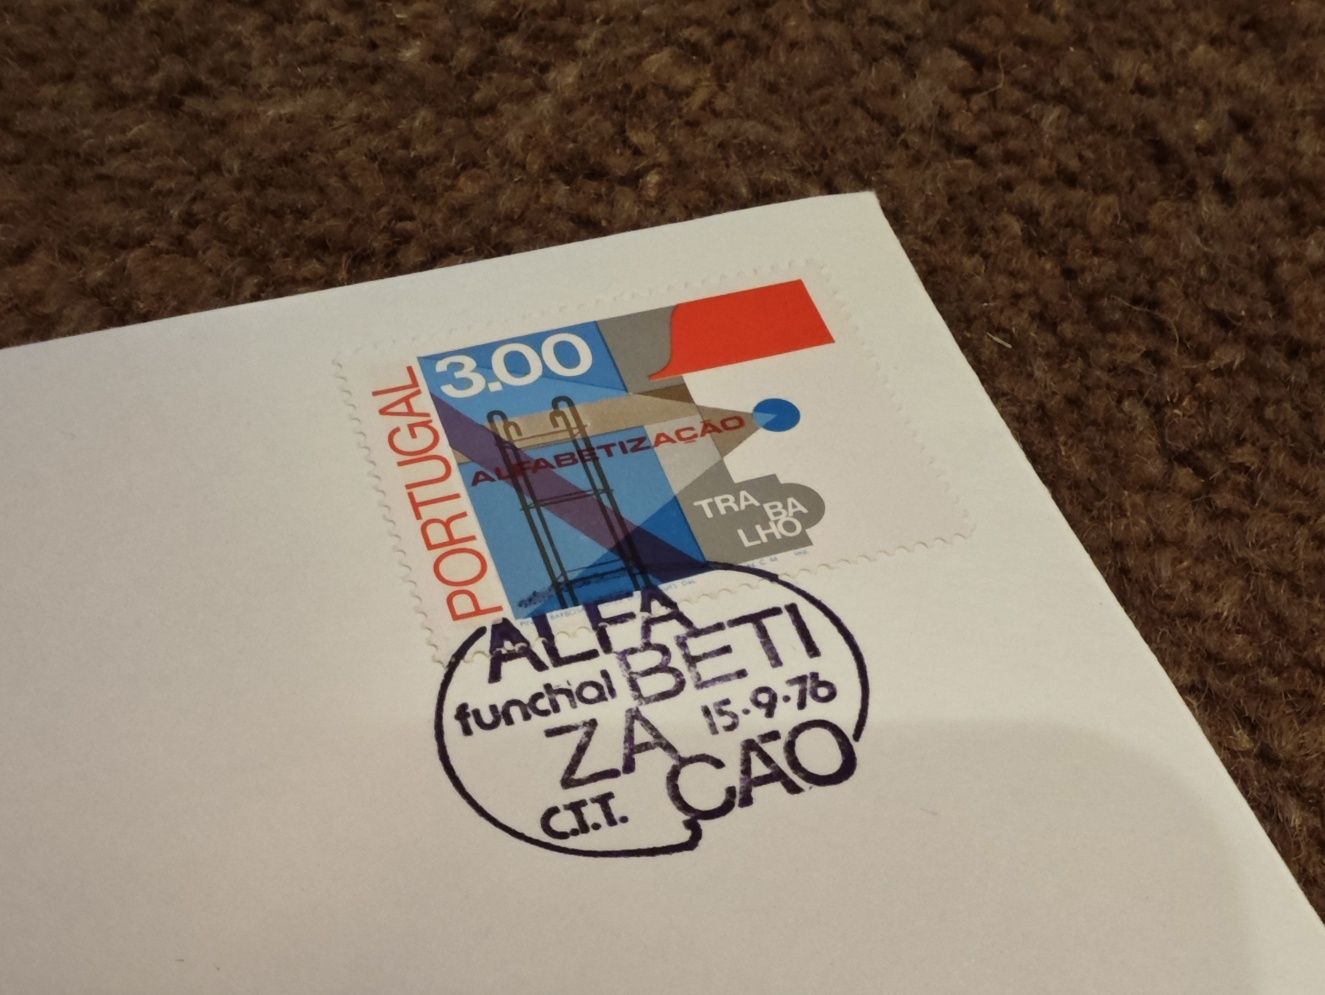 PORTUGAL
3.00
ALFABETIZAÇÃO
TRA
BA
LHO
ALFA
BETI
funchal
15·9·76
ZA
ÇÃO
C.T.T.